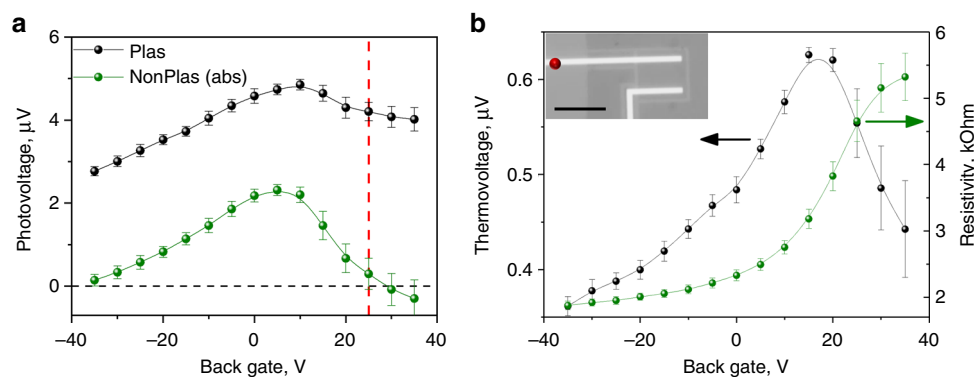 a
6
4
2
0
Photovoltage, μV
Plas
NonPlas (abs)
–40
–20
0
20
40
Back gate, V
b
0.6
0.5
0.4
Thermovoltage, μV
6
5
4
3
2
Resistivity, kOhm
–40
–20
0
20
40
Back gate, V